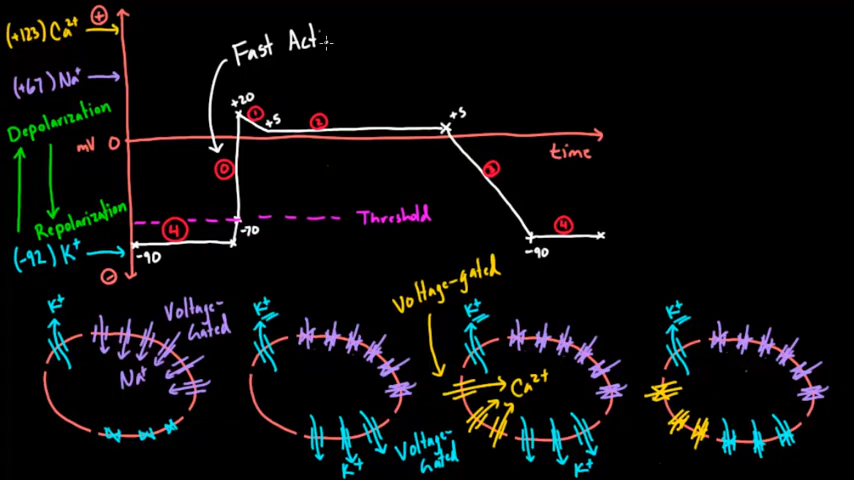 (+123) Ca²⁺
(+67) Na⁺
Depolarization
mV 0
Repolarization
(-92) K⁺
+
-
Fast Act
+20
1
+5
2
+5
0
3
time
4
-70
Threshold
-90
-90
4
K⁺
Voltage-
Gated
Na⁺
K⁺
Voltage-gated
K⁺
Voltage-
Gated
K⁺
Ca²⁺
K⁺
K⁺